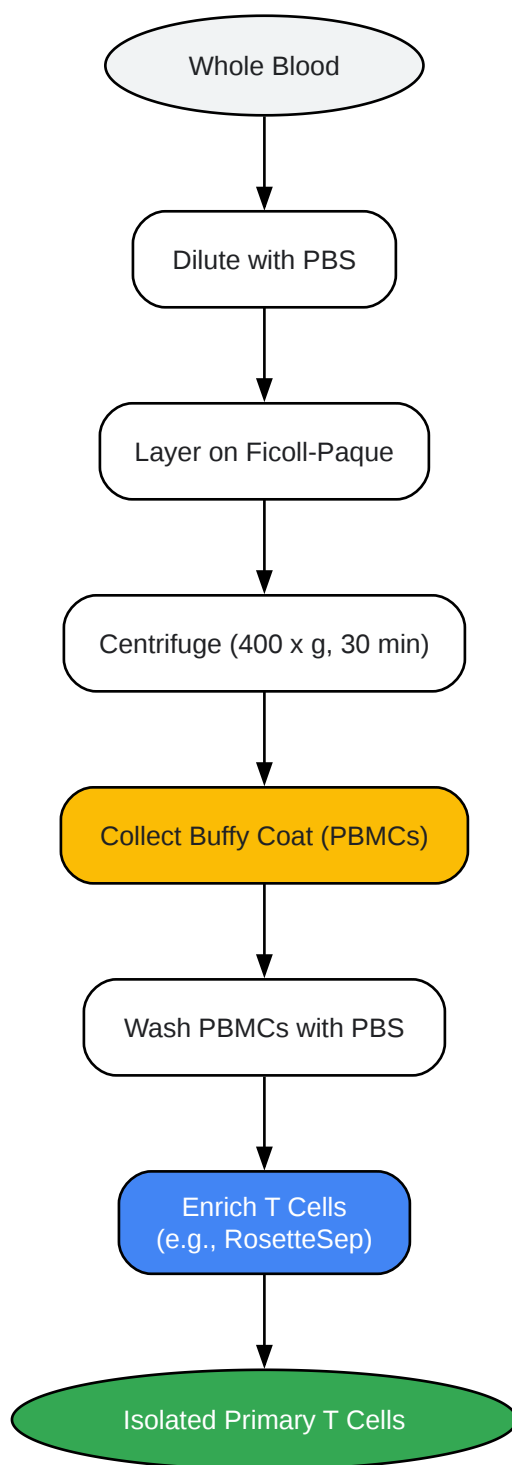 Whole Blood
Dilute with PBS
Layer on Ficoll-Paque
Centrifuge (400 x g, 30 min)
Collect Buffy Coat (PBMCs)
Wash PBMCs with PBS
Enrich T Cells
(e.g., RosetteSep)
Isolated Primary T Cells